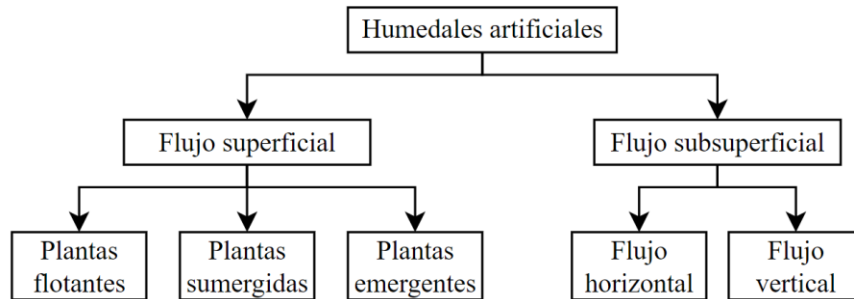 Humedales artificiales
Flujo superficial
Flujo subsuperficial
Plantas
flotantes
Plantas
sumergidas
Plantas
emergentes
Flujo
horizontal
Flujo
vertical